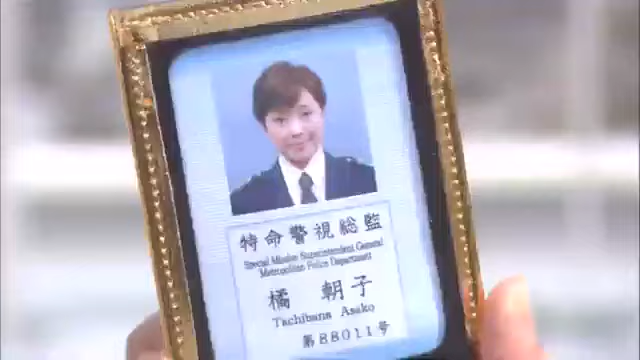 特命警視総監
Special Mission Superintendent General
Metropolitan Police Department
橘 朝子
Tachibana Asako
第88011号